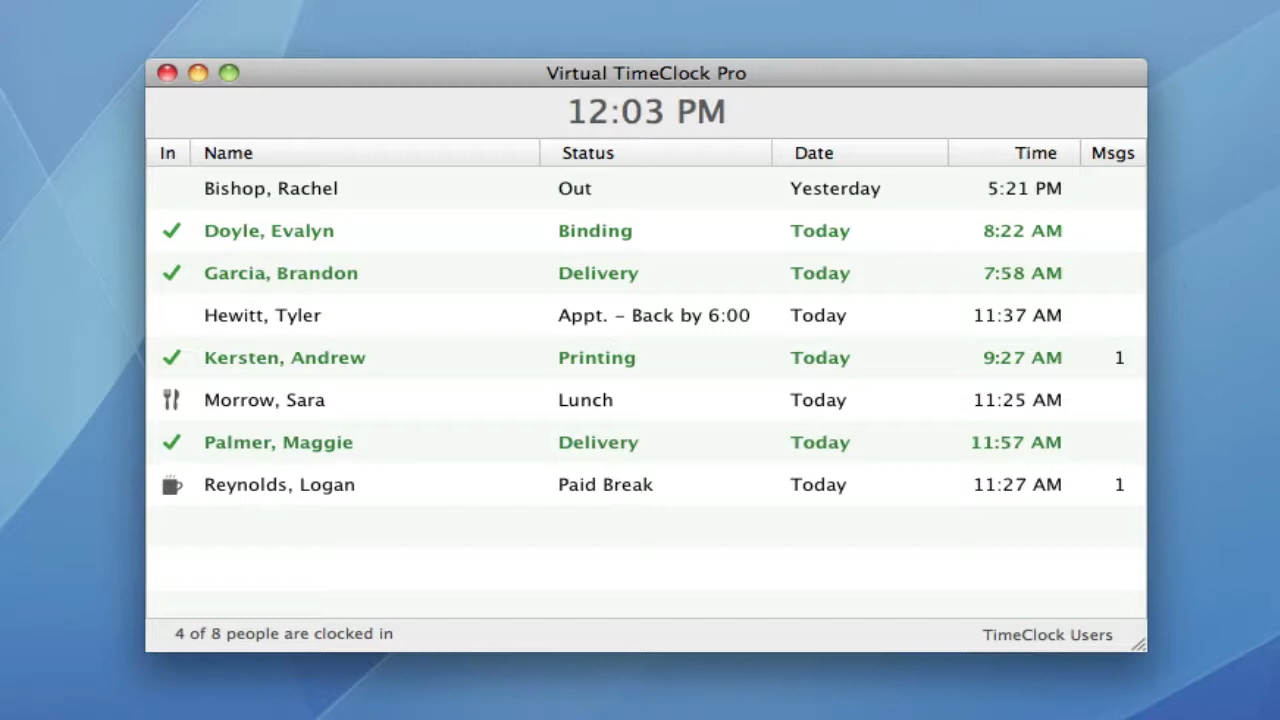 Virtual TimeClock Pro
12:03 PM
In Name Status Date Time Msgs
Bishop, Rachel Out Yesterday 5:21 PM
Doyle, Evalyn Binding Today 8:22 AM
Garcia, Brandon Delivery Today 7:58 AM
Hewitt, Tyler Appt. – Back by 6:00 Today 11:37 AM
Kersten, Andrew Printing Today 9:27 AM 1
Morrow, Sara Lunch Today 11:25 AM
Palmer, Maggie Delivery Today 11:57 AM
Reynolds, Logan Paid Break Today 11:27 AM 1
4 of 8 people are clocked in TimeClock Users